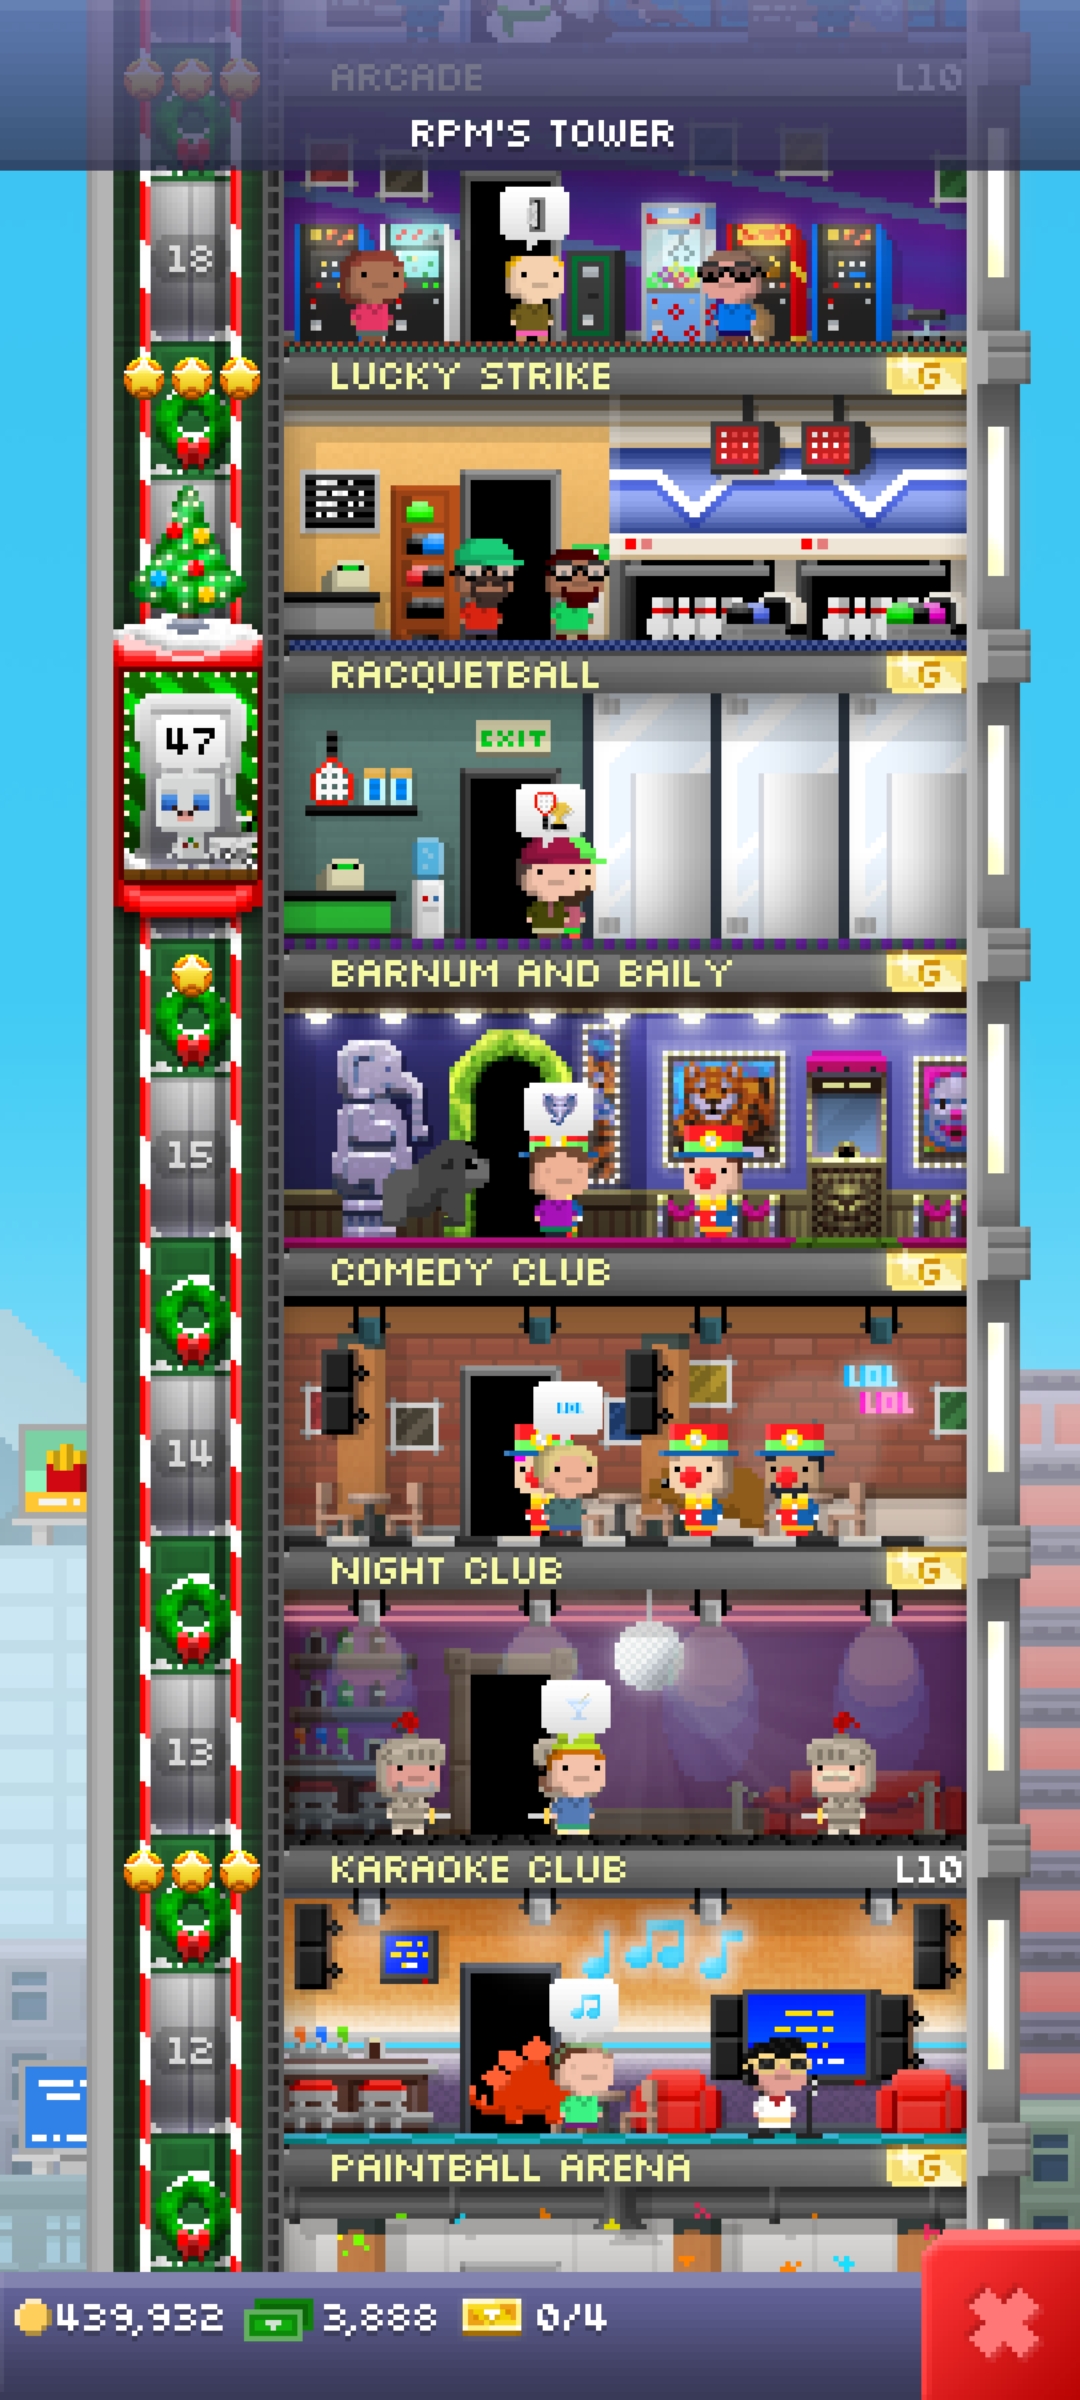 ARCADE L10
RPM'S TOWER
18
LUCKY STRIKE G
47
RACQUETBALL G
EXIT
BARNUM AND BAILY G
15
COMEDY CLUB G
LOL
LOL
LOL
14
NIGHT CLUB G
13
KARAOKE CLUB L10
12
PAINTBALL ARENA G
439,932 3,888 0/4